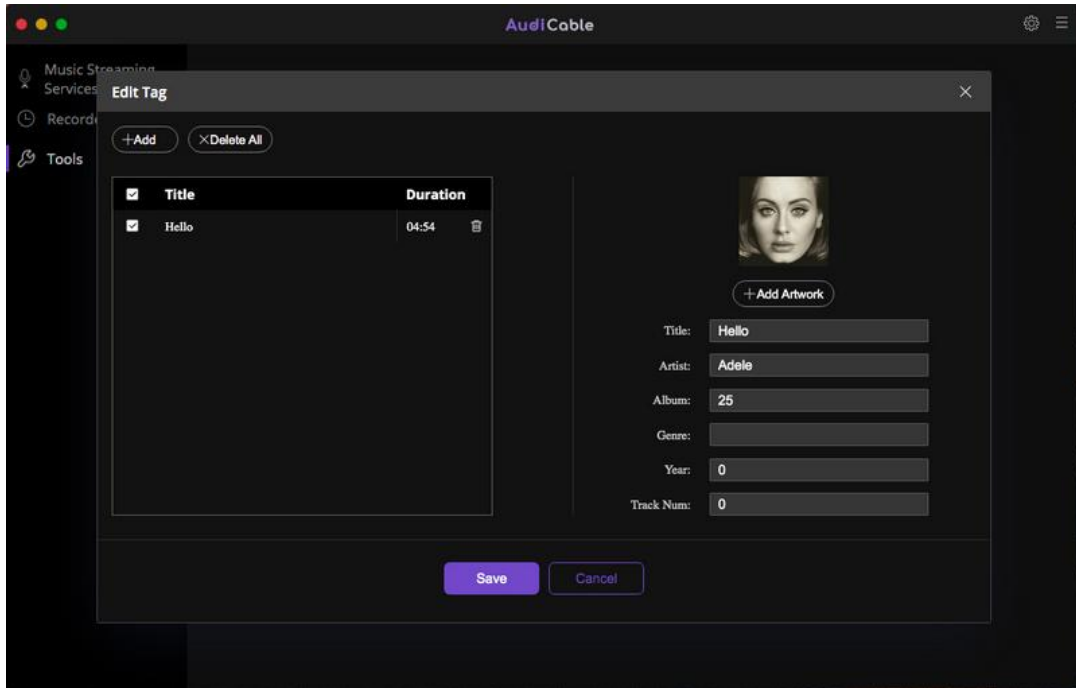 AudiCable
Music Streaming
Services
Edit Tag
Tools
+Add
×Delete All
Title
Duration
Hello
04:54
+Add Artwork
Title:
Hello
Artist:
Adele
Album:
25
Genre:
Year:
0
Track Num:
0
Save
Cancel